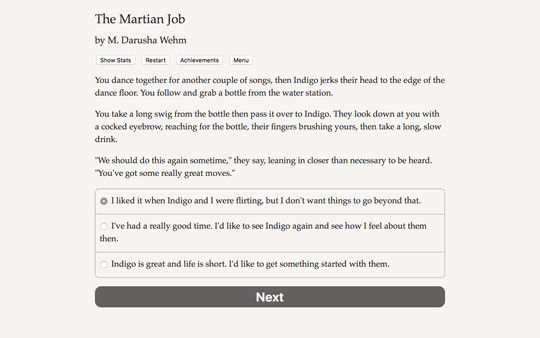 The Martian Job
by M. Darusha Wehm
Show Stats Restart Achievements Menu
You dance together for another couple of songs, then Indigo jerks their head to the edge of the
dance floor. You follow and grab a bottle from the water station.
You take a long swig from the bottle then pass it over to Indigo. They look down at you with
a cocked eyebrow, reaching for the bottle, their fingers brushing yours, then take a long, slow
drink.
"We should do this again sometime," they say, leaning in closer than necessary to be heard.
"You've got some really great moves."
I liked it when Indigo and I were flirting, but I don't want things to go beyond that.
I've had a really good time. I'd like to see Indigo again and see how I feel about them
then.
Indigo is great and life is short. I'd like to get something started with them.
Next